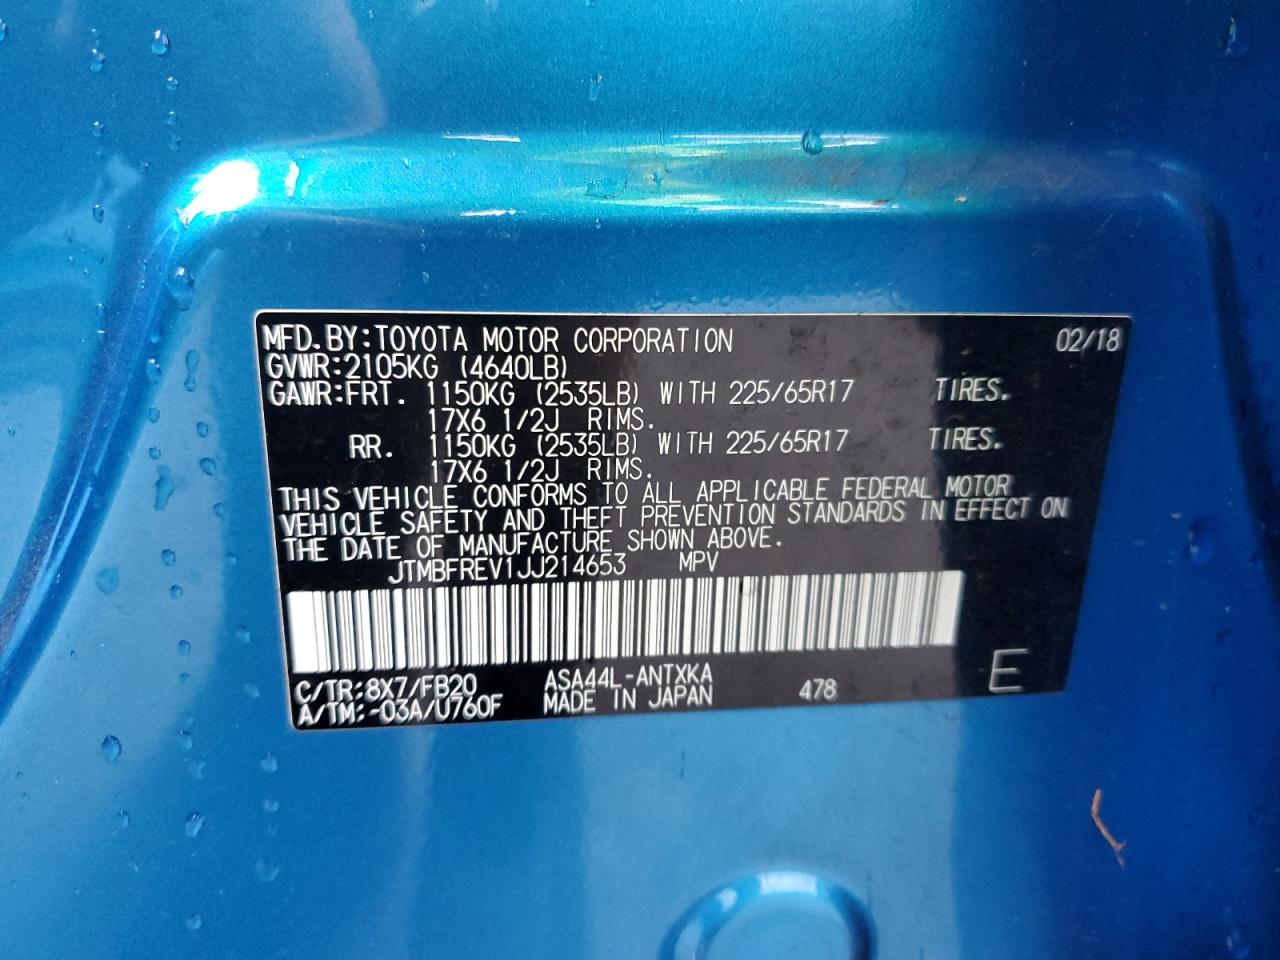 MFD.BY:TOYOTA MOTOR CORPORATION 02/18
GVWR:2105KG (4640LB)
GAWR:FRT. 1150KG (2535LB) WITH 225/65R17 TIRES.
17X6 1/2J RIMS.
RR. 1150KG (2535LB) WITH 225/65R17 TIRES.
17X6 1/2J RIMS.
THIS VEHICLE CONFORMS TO ALL APPLICABLE FEDERAL MOTOR
VEHICLE SAFETY AND THEFT PREVENTION STANDARDS IN EFFECT ON
THE DATE OF MANUFACTURE SHOWN ABOVE.
JTMBFREV1JJ214653 MPV
C/TR:8X7/FB20 ASA44L-ANTXKA
A/TM:-03A/U760F MADE IN JAPAN 478 E